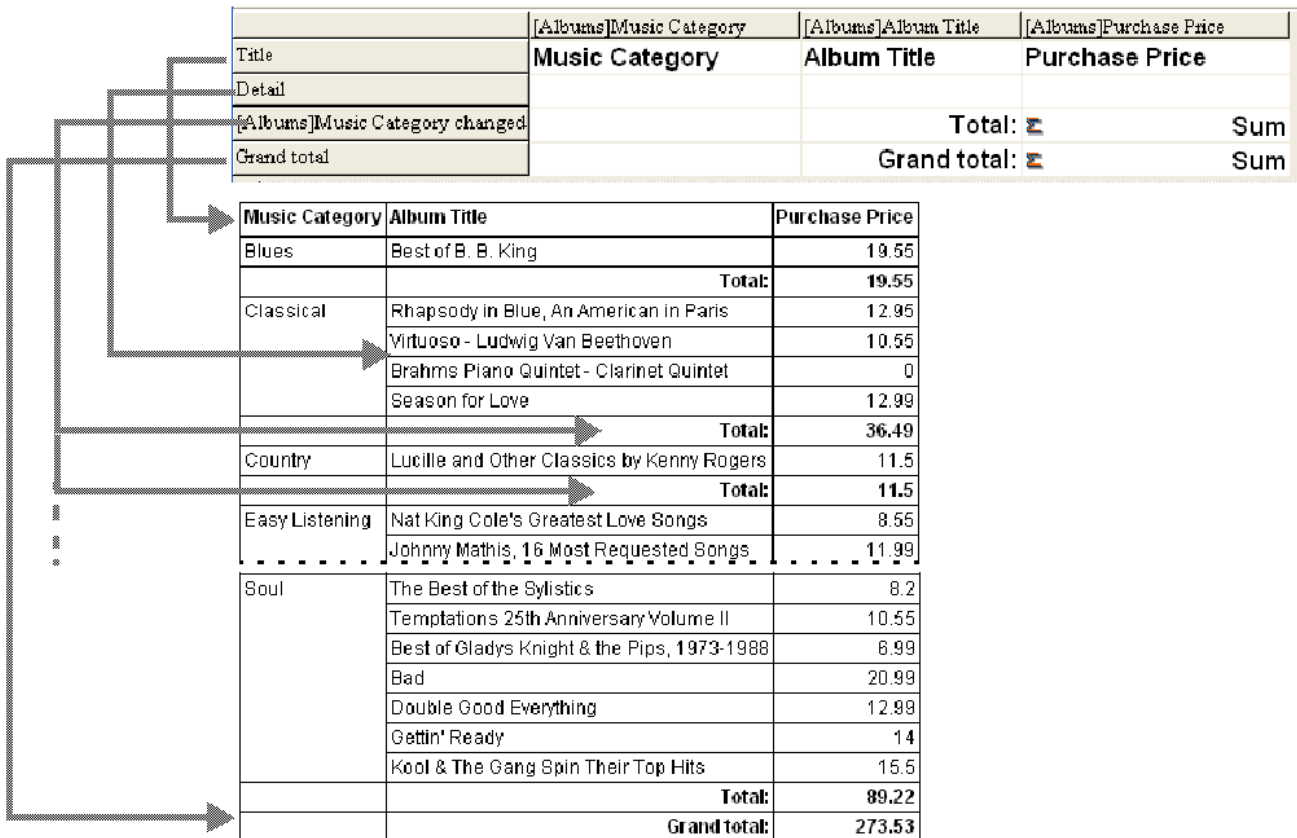 [Albums]Music Category [Albums]Album Title [Albums]Purchase Price
Title Music Category Album Title Purchase Price
Detail
[Albums]Music Category changed Total: Sum
Grand total Grand total: Sum
Music Category Album Title Purchase Price
Blues Best of B. B. King 19.55
Total: 19.55
Classical Rhapsody in Blue, An American in Paris 12.95
Virtuoso - Ludwig Van Beethoven 10.55
Brahms Piano Quintet - Clarinet Quintet 0
Season for Love 12.99
Total: 36.49
Country Lucille and Other Classics by Kenny Rogers 11.5
Total: 11.5
Easy Listening Nat King Cole's Greatest Love Songs 8.55
Johnny Mathis, 16 Most Requested Songs 11.99
Soul The Best of the Sylistics 8.2
Temptations 25th Anniversary Volume II 10.55
Best of Gladys Knight & the Pips, 1973-1988 6.99
Bad 20.99
Double Good Everything 12.99
Gettin' Ready 14
Kool & The Gang Spin Their Top Hits 15.5
Total: 89.22
Grand total: 273.53